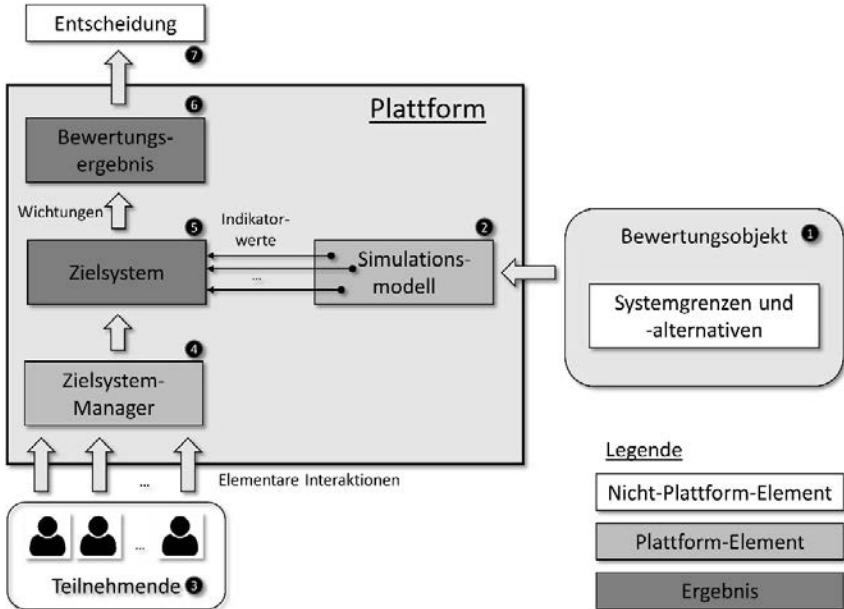 Entscheidung
7
6
Plattform
Bewertungs-
ergebnis
Wichtungen
5
Indikator-
werte
...
Zielsystem
2
Simulations-
modell
Bewertungsobjekt 1
Systemgrenzen und
-alternativen
4
Zielsystem-
Manager
...
Elementare Interaktionen
...
Teilnehmende 3
Legende
Nicht-Plattform-Element
Plattform-Element
Ergebnis